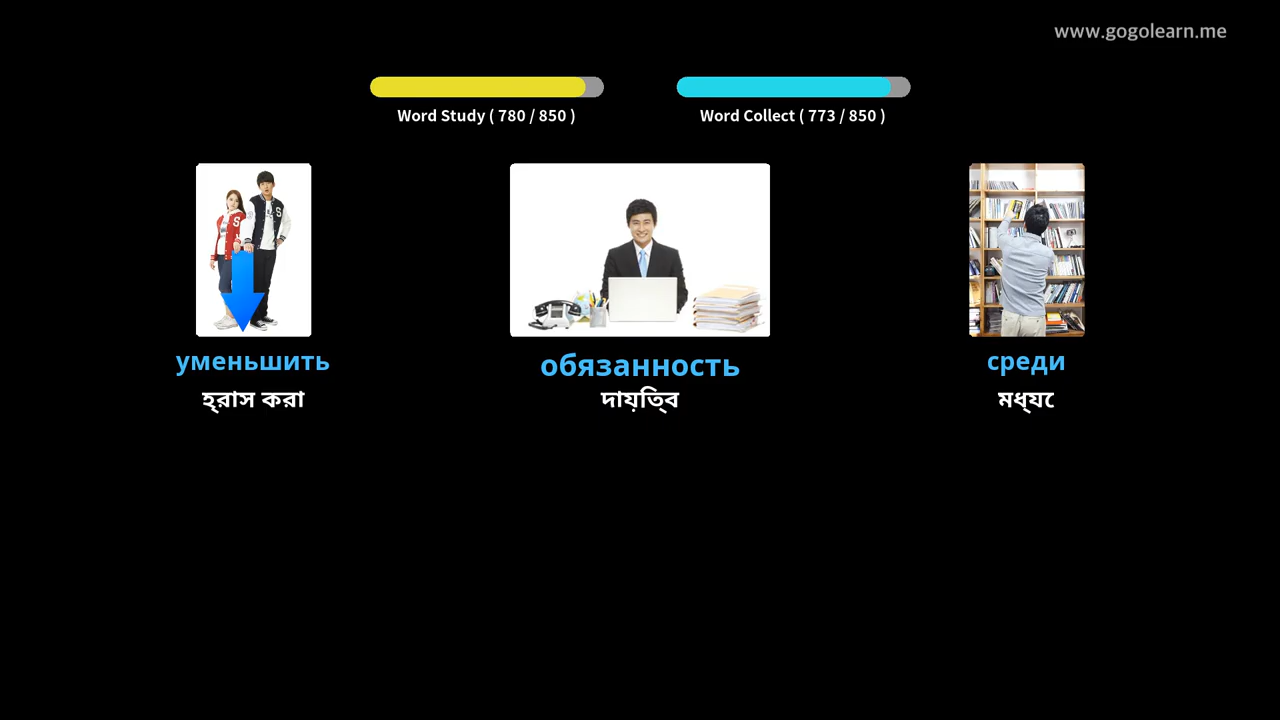 www.gogolearn.me
Word Study ( 780 / 850 )
Word Collect ( 773 / 850 )
уменьшить
обязанность
среди
হ্রাস করা
দায়িত্ব
মধ্যে